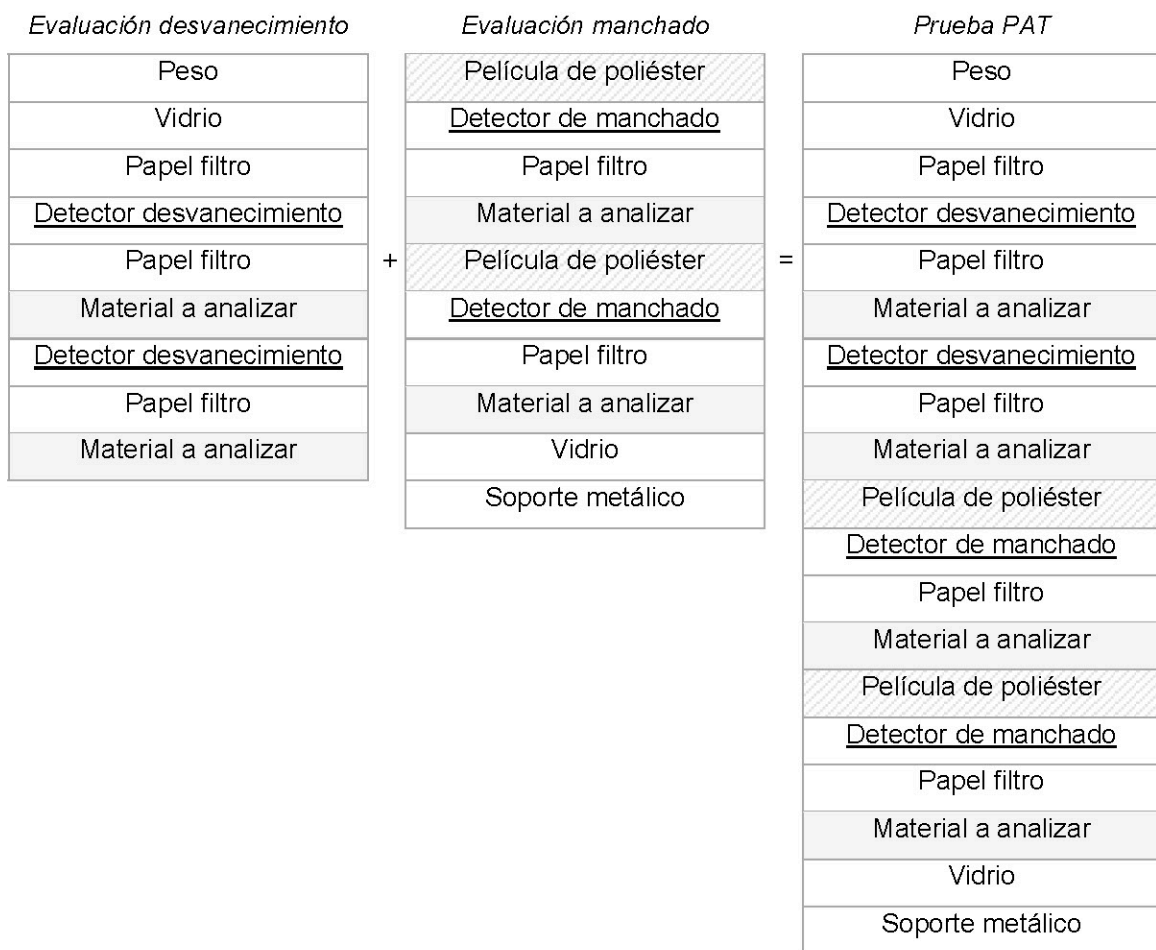 Evaluación desvanecimiento
Peso
Vidrio
Papel filtro
Detector desvanecimiento
Papel filtro
Material a analizar
Detector desvanecimiento
Papel filtro
Material a analizar
+
Evaluación manchado
Película de poliéster
Detector de manchado
Papel filtro
Material a analizar
Película de poliéster
Detector de manchado
Papel filtro
Material a analizar
Vidrio
Soporte metálico
=
Prueba PAT
Peso
Vidrio
Papel filtro
Detector desvanecimiento
Papel filtro
Material a analizar
Detector desvanecimiento
Papel filtro
Material a analizar
Película de poliéster
Detector de manchado
Papel filtro
Material a analizar
Película de poliéster
Detector de manchado
Papel filtro
Material a analizar
Vidrio
Soporte metálico